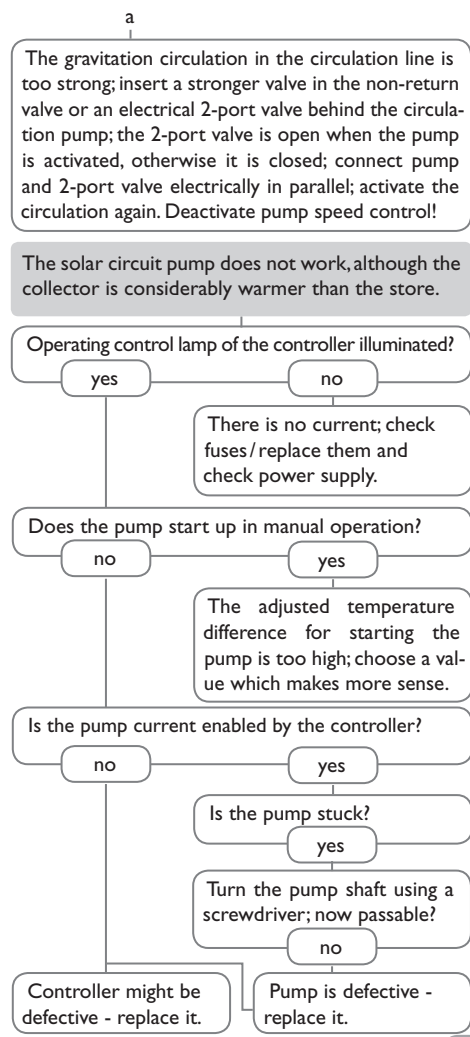 a
The gravitation circulation in the circulation line is
too strong; insert a stronger valve in the non-return
valve or an electrical 2-port valve behind the circula-
tion pump; the 2-port valve is open when the pump
is activated, otherwise it is closed; connect pump
and 2-port valve electrically in parallel; activate the
circulation again. Deactivate pump speed control!
The solar circuit pump does not work, although the
collector is considerably warmer than the store.
Operating control lamp of the controller illuminated?
yes
no
There is no current; check
fuses/replace them and
check power supply.
Does the pump start up in manual operation?
no
yes
The adjusted temperature
difference for starting the
pump is too high; choose a val-
ue which makes more sense.
Is the pump current enabled by the controller?
no
yes
Is the pump stuck?
yes
Turn the pump shaft using a
screwdriver; now passable?
no
Controller might be
defective - replace it.
Pump is defective -
replace it.